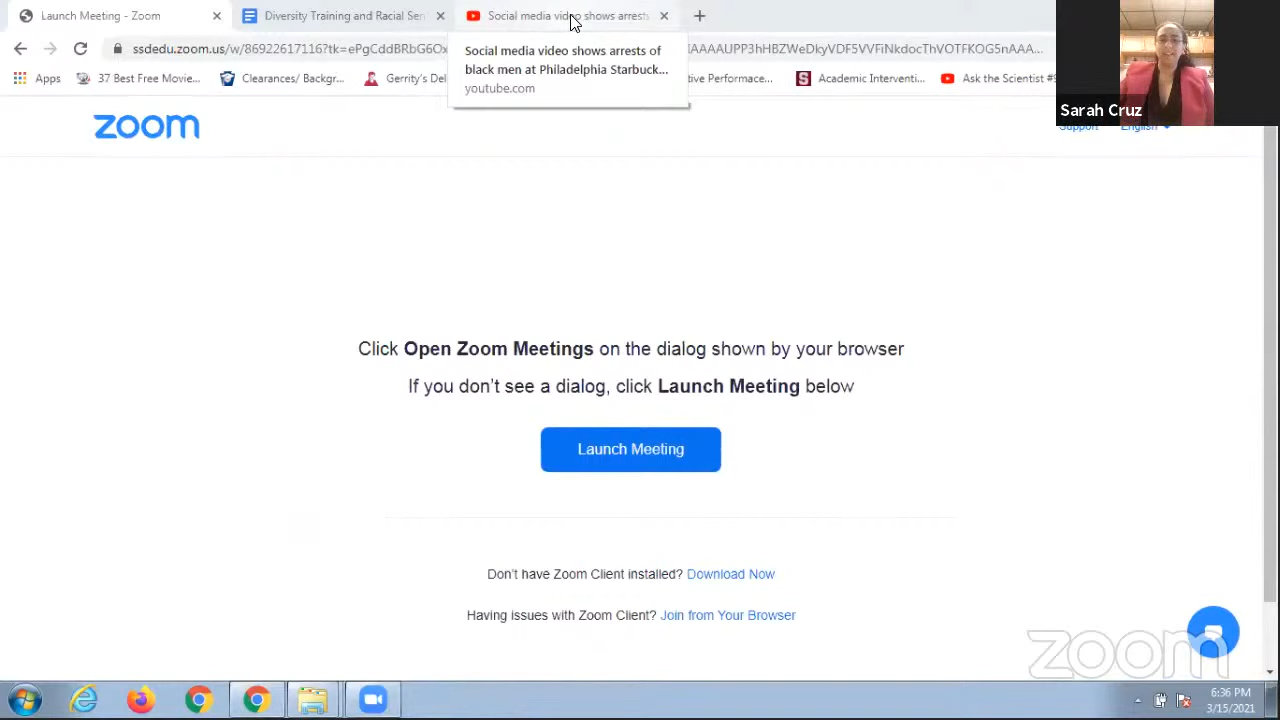 Launch Meeting - Zoom
Diversity Training and Racial Sen
Social media video shows arrests
ssdedu.zoom.us/w/86922617116?tk=
Social media video shows arrests of
black men at Philadelphia Starbuck...
youtube.com
Apps
37 Best Free Movie...
Clearances/ Backgr...
Gerrity's Del
ctive Performace...
Academic Interventi...
Ask the Scientist #9
Sarah Cruz
zoom
Support
English
Click Open Zoom Meetings on the dialog shown by your browser
If you don't see a dialog, click Launch Meeting below
Launch Meeting
Don't have Zoom Client installed? Download Now
Having issues with Zoom Client? Join from Your Browser
zoom
6:36 PM
3/15/2021